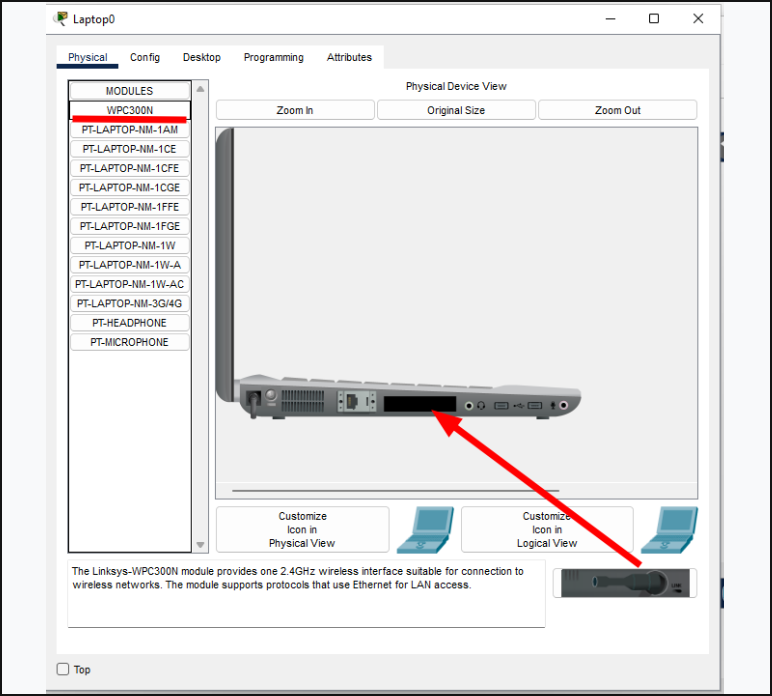 Laptop0
Physical Config Desktop Programming Attributes
MODULES
WPC300N
PT-LAPTOP-NM-1AM
PT-LAPTOP-NM-1CE
PT-LAPTOP-NM-1CFE
PT-LAPTOP-NM-1CGE
PT-LAPTOP-NM-1FFE
PT-LAPTOP-NM-1FGE
PT-LAPTOP-NM-1W
PT-LAPTOP-NM-1W-A
PT-LAPTOP-NM-1W-AC
PT-LAPTOP-NM-3G/4G
PT-HEADPHONE
PT-MICROPHONE
Physical Device View
Zoom In Original Size Zoom Out
Customize
Icon in
Physical View
Customize
Icon in
Logical View
The Linksys-WPC300N module provides one 2.4GHz wireless interface suitable for connection to
wireless networks. The module supports protocols that use Ethernet for LAN access.
Top